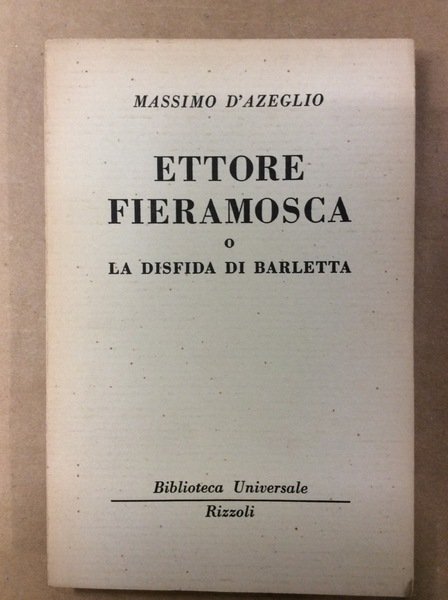 MASSIMO D'AZEGLIO
ETTORE
FIERAMOSCA
O
LA DISFIDA DI BARLETTA
Biblioteca Universale
Rizzoli